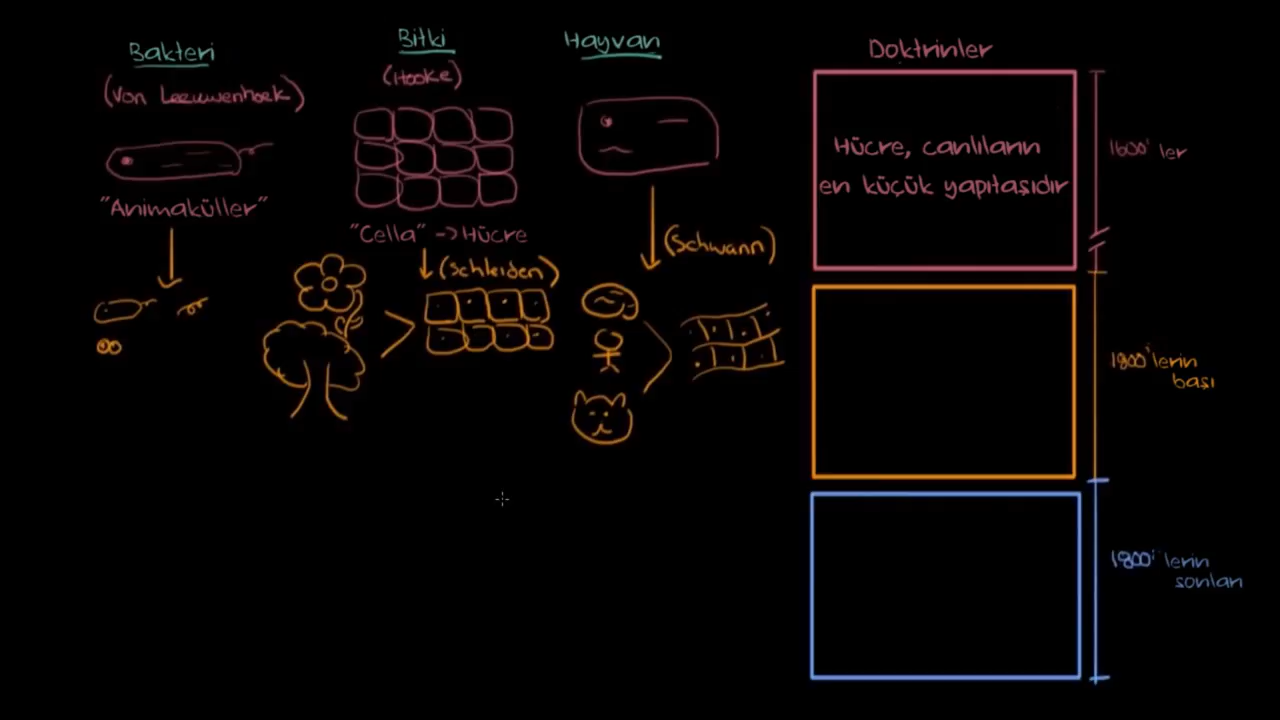 Bakteri
(Von Leeuwenhoek)
"Animaküller"
Bitki
(Hooke)
"Cella" -> Hücre
(Schleiden)
Hayvan
(Schwann)
Doktrinler
Hücre, canlıların
en küçük yapıtaşıdır
1600' ler
1800' lerin
başı
1800' lerin
sonları